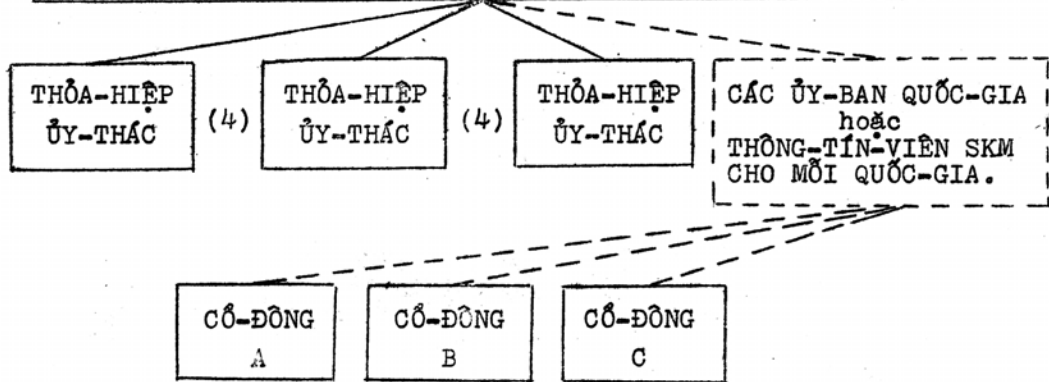 THỎA-HIỆP
ỦY-THÁC
(4)
THỎA-HIỆP
ỦY-THÁC
(4)
THỎA-HIỆP
ỦY-THÁC
CÁC ỦY-BAN QUỐC-GIA
hoặc
THÔNG-TÍN-VIÊN SKM
CHO MỖI QUỐC-GIA.
CỔ-ĐÔNG
A
CỔ-ĐÔNG
B
CỔ-ĐÔNG
C